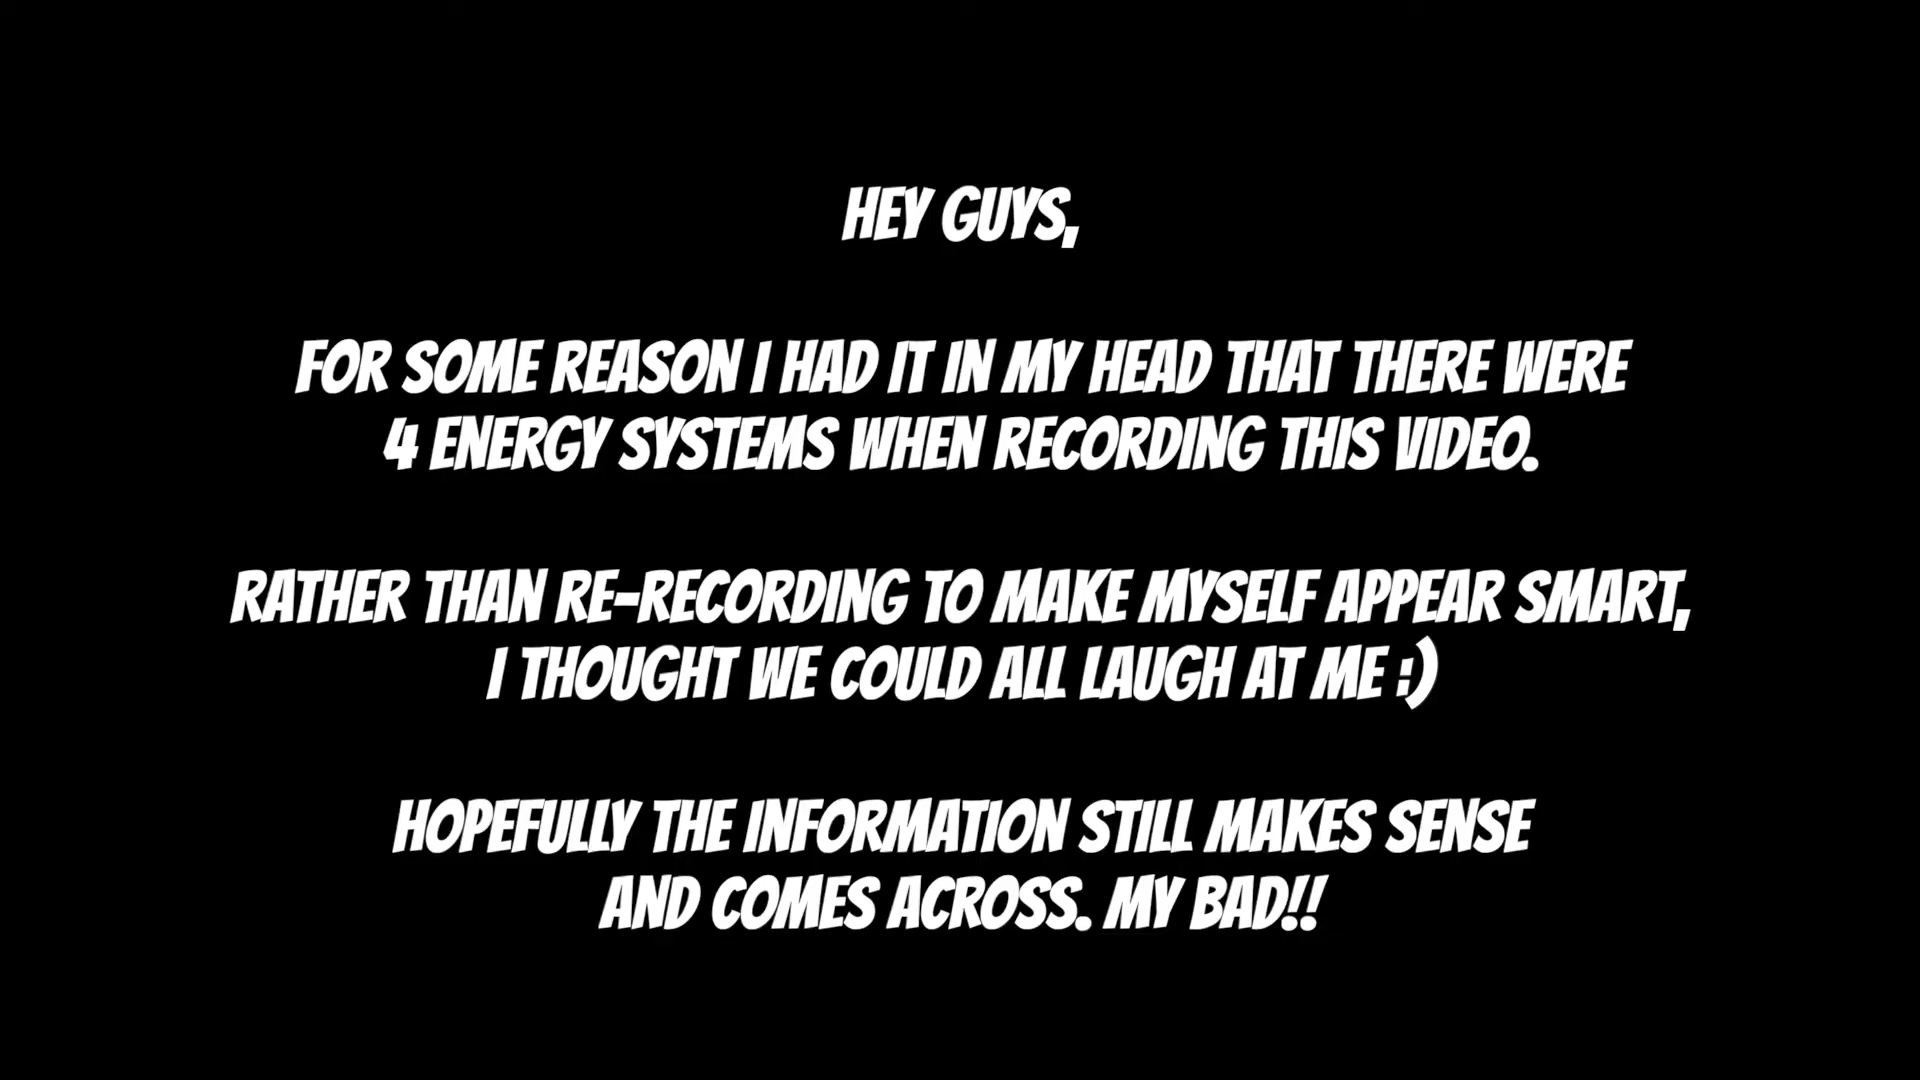 HEY GUYS,
FOR SOME REASON I HAD IT IN MY HEAD THAT THERE WERE
4 ENERGY SYSTEMS WHEN RECORDING THIS VIDEO.
RATHER THAN RE-RECORDING TO MAKE MYSELF APPEAR SMART,
I THOUGHT WE COULD ALL LAUGH AT ME :)
HOPEFULLY THE INFORMATION STILL MAKES SENSE
AND COMES ACROSS. MY BAD!!